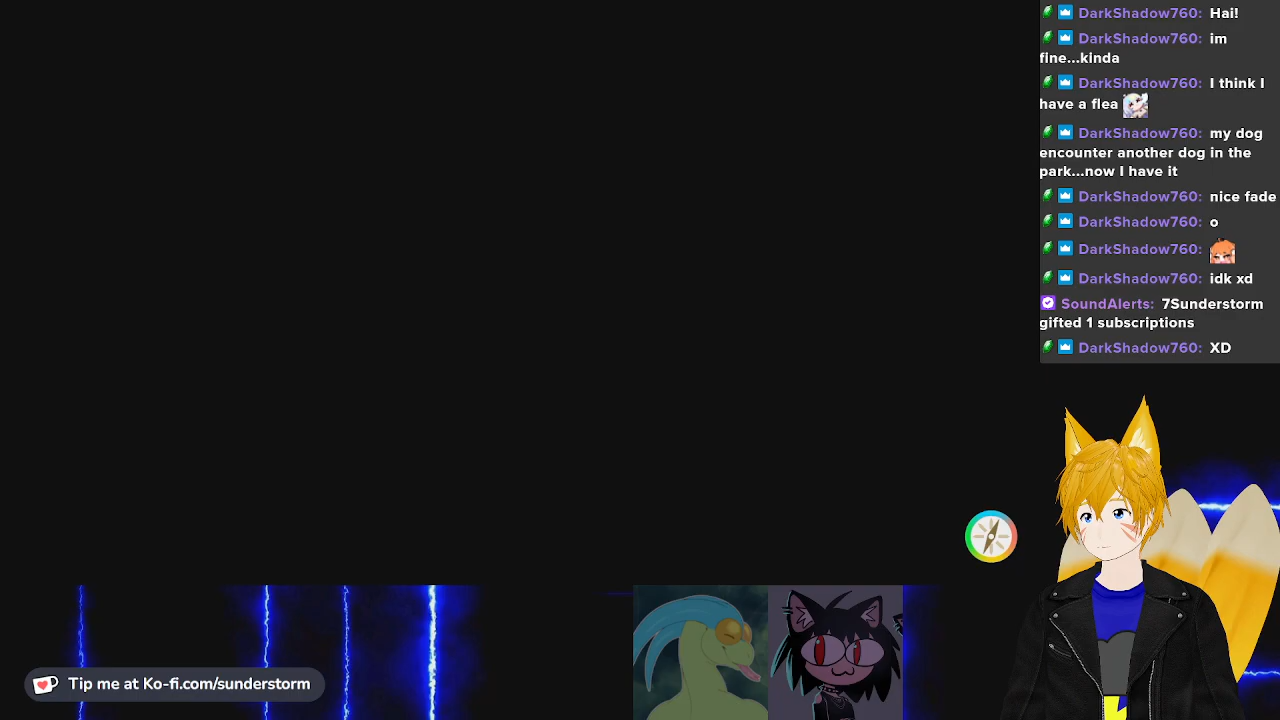 DarkShadow760: Hai!
DarkShadow760: im
fine...kinda
DarkShadow760: I think I
have a flea
DarkShadow760: my dog
encounter another dog in the
park...now I have it
DarkShadow760: nice fade
DarkShadow760: o
DarkShadow760:
DarkShadow760: idk xd
SoundAlerts: 7Sunderstorm
gifted 1 subscriptions
DarkShadow760: XD
Tip me at Ko-fi.com/sunderstorm